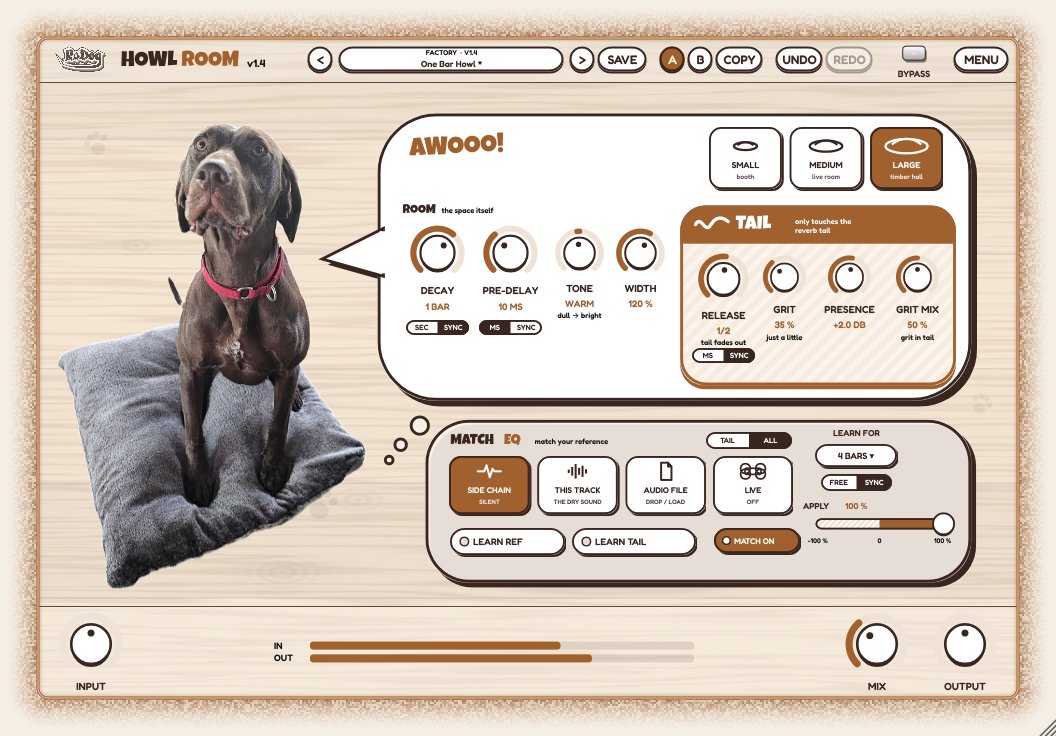 RaDog
HOWL ROOM v1.4
<
FACTORY - V1.4
One Bar Howl *
>
SAVE
A
B
COPY
UNDO
REDO
BYPASS
MENU
AWOOO!
SMALL
booth
MEDIUM
live room
LARGE
timber hall
ROOM the space itself
DECAY
1 BAR
SEC SYNC
PRE-DELAY
10 MS
MS SYNC
TONE
WARM
dull → bright
WIDTH
120 %
TAIL
only touches the
reverb tail
RELEASE
1/2
tail fades out
MS SYNC
GRIT
35 %
just a little
PRESENCE
+2.0 DB
GRIT MIX
50 %
grit in tail
MATCH EQ match your reference
TAIL ALL
SIDE CHAIN
SILENT
THIS TRACK
THE DRY SOUND
AUDIO FILE
DROP / LOAD
LIVE
OFF
LEARN REF
LEARN TAIL
MATCH ON
LEARN FOR
4 BARS ▾
FREE SYNC
APPLY 100 %
-100 % 0 100 %
INPUT
IN
OUT
MIX
OUTPUT